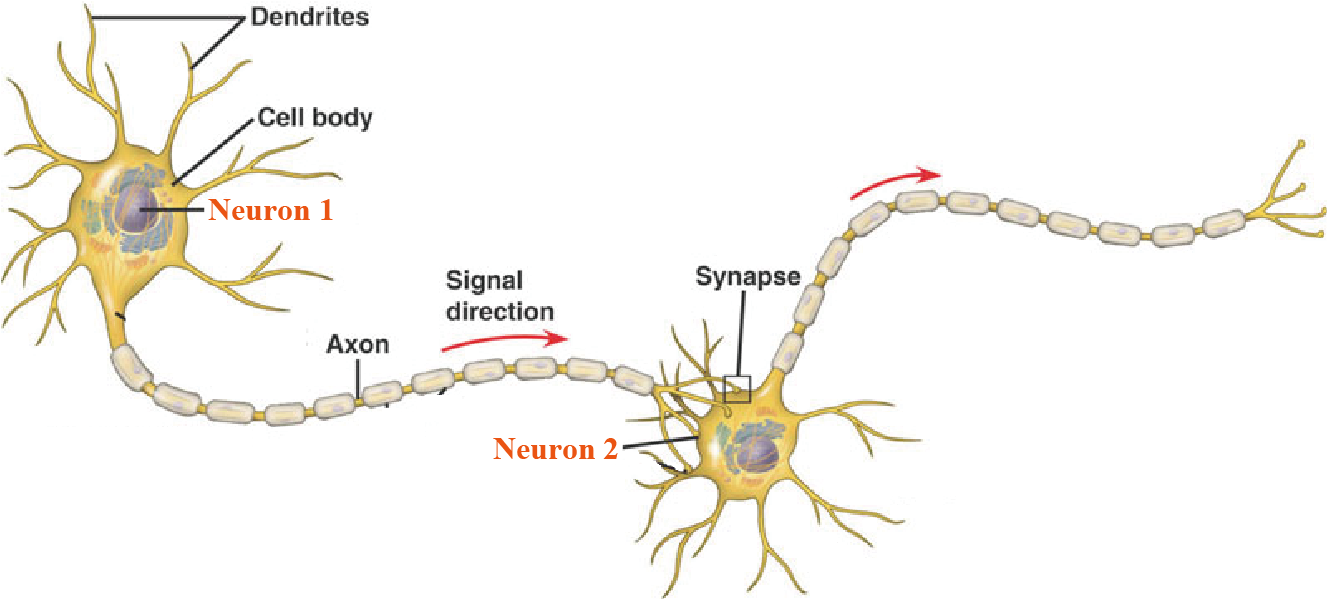 Dendrites
Cell body
Neuron 1
Signal
direction
Synapse
Axon
Neuron 2